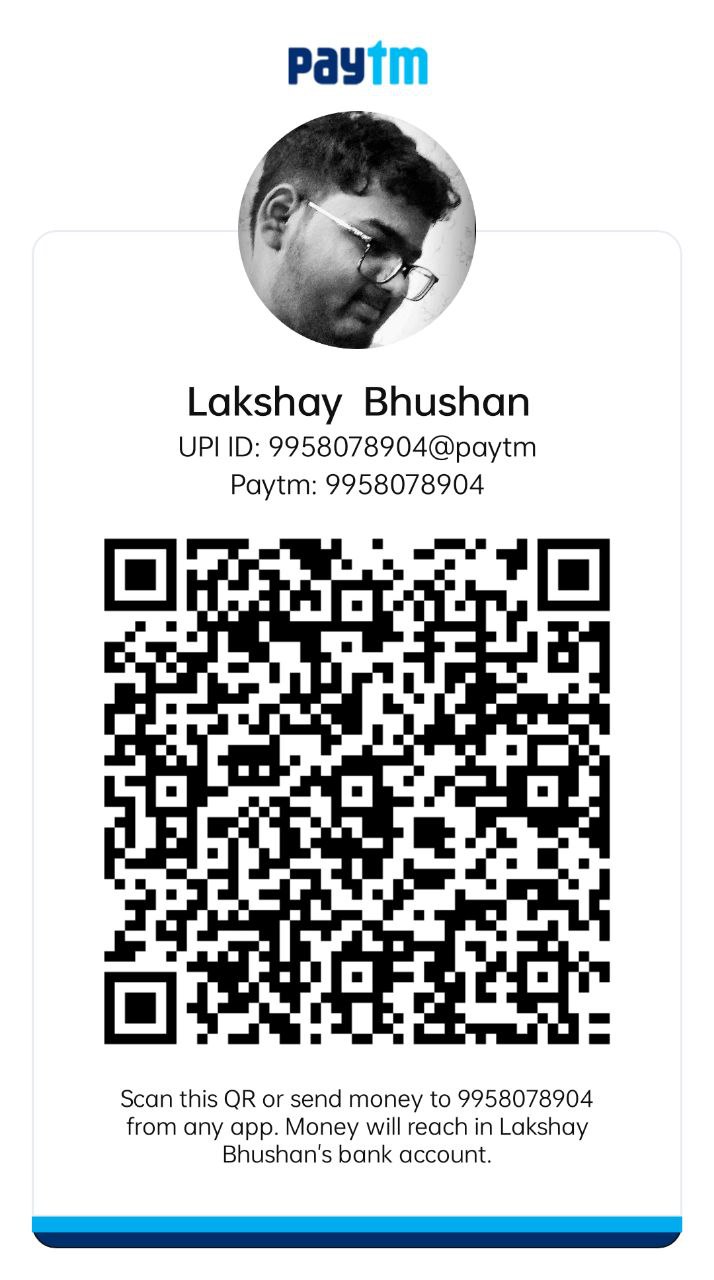 paytm
Lakshay Bhushan
UPI ID: 9958078904@paytm
Paytm: 9958078904
Scan this QR or send money to 9958078904
from any app. Money will reach in Lakshay
Bhushan's bank account.